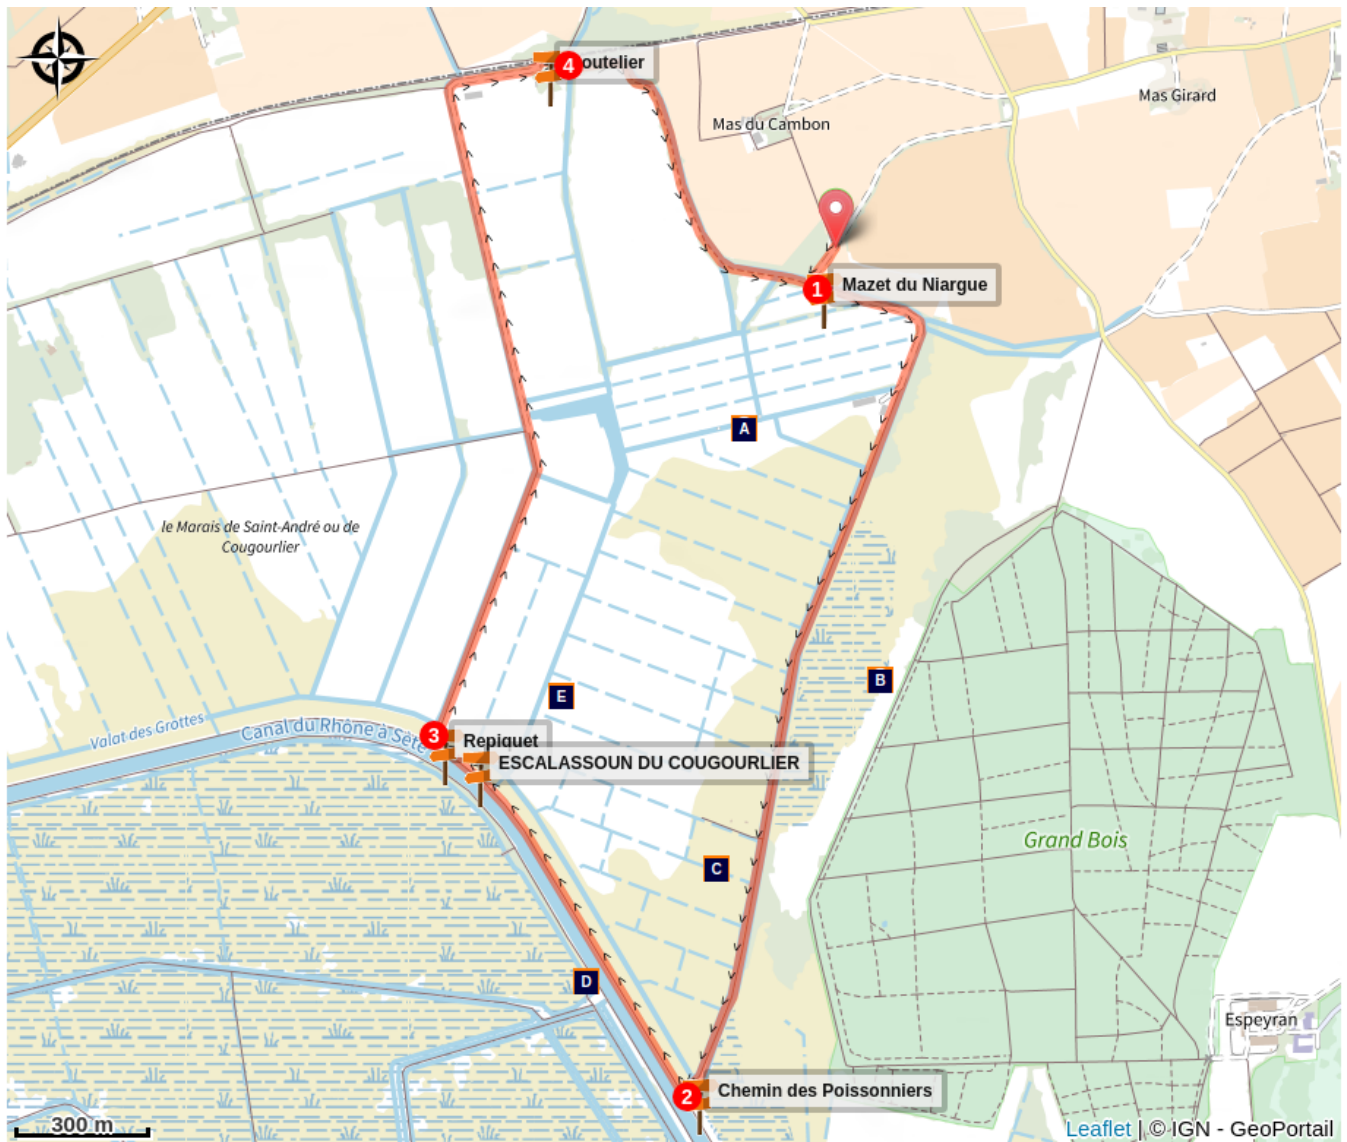 4
outelier
Mas Girard
Mas du Cambon
1
Mazet du Niargue
A
le Marais de Saint-André ou de
Cougourlier
B
E
Valat des Grottes
Canal du Rhône à Sète
3
Repiquet
ESCALASSOUN DU COUGOURLIER
Grand Bois
C
D
Espeyran
2
Chemin des Poissonniers
300 m
Leaflet | © IGN - GeoPortail